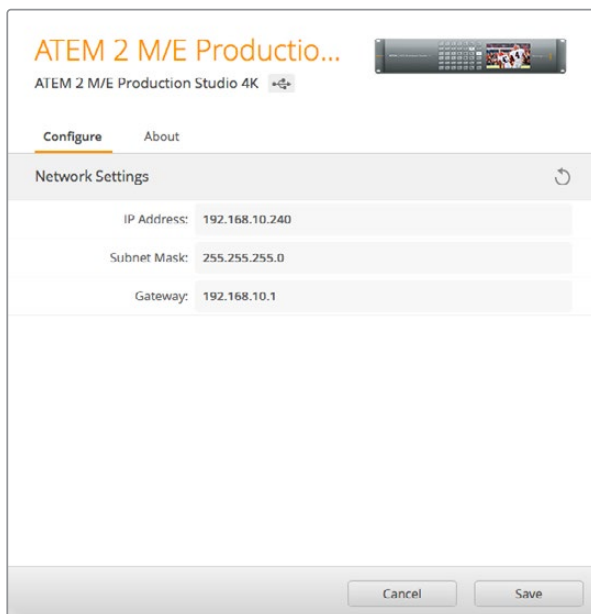 ATEM 2 M/E Productio...
ATEM 2 M/E Production Studio 4K
Configure About
Network Settings
IP Address: 192.168.10.240
Subnet Mask: 255.255.255.0
Gateway: 192.168.10.1
Cancel Save